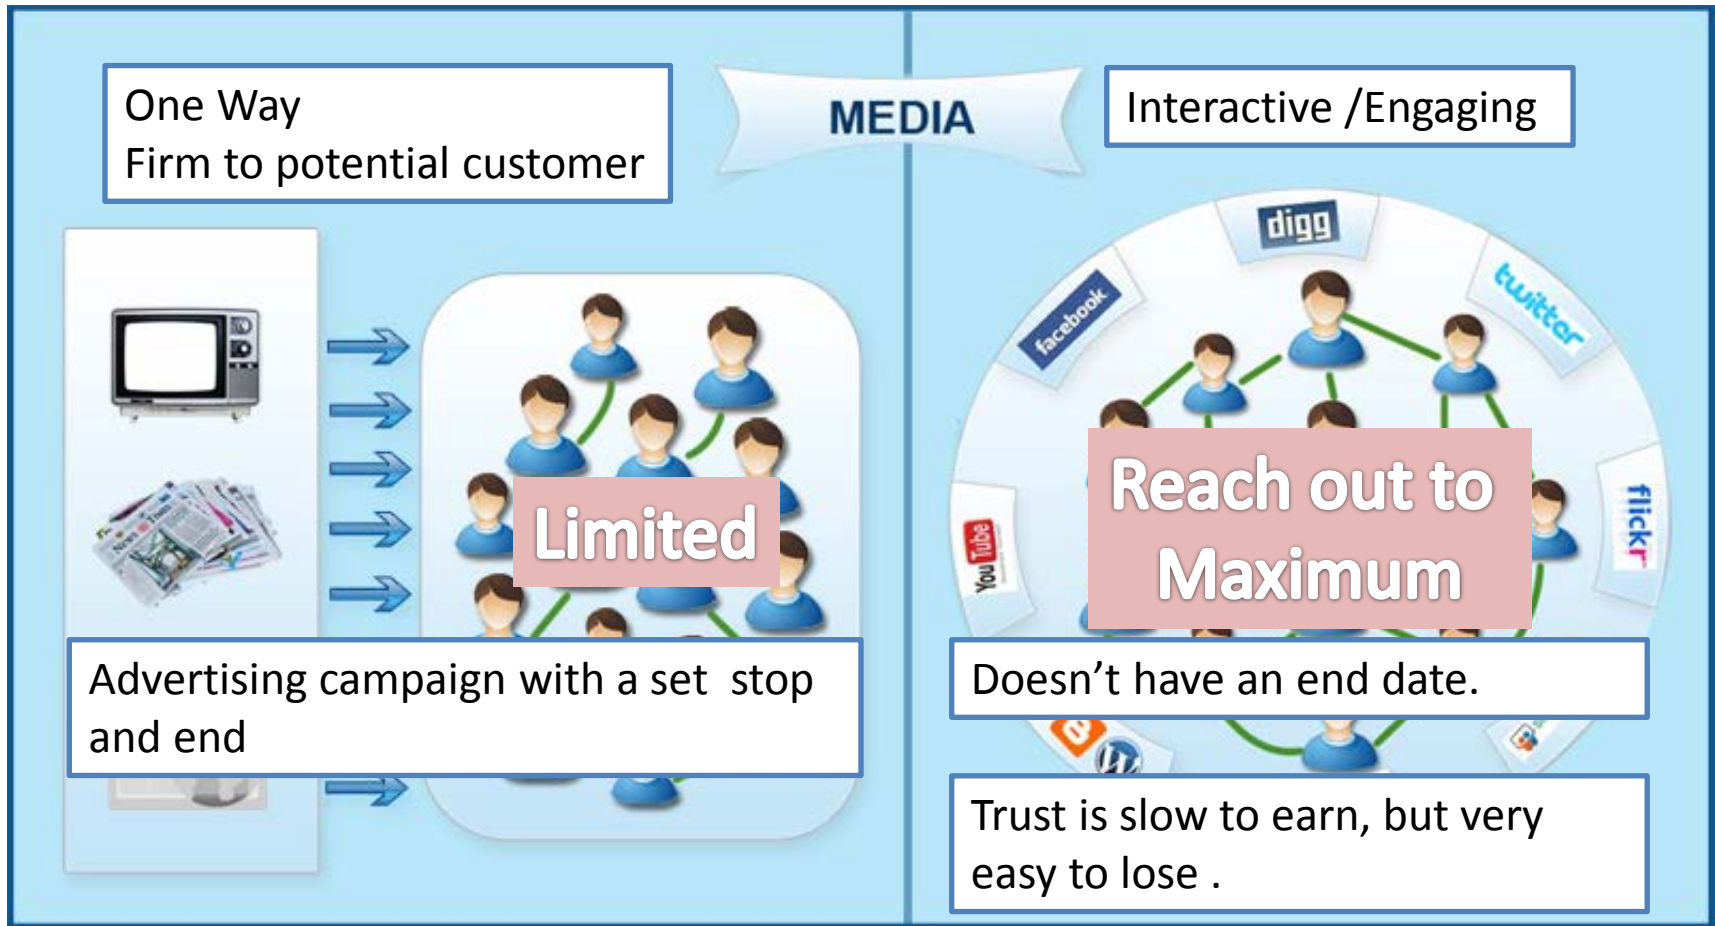 MEDIA
One Way
Firm to potential customer
Limited
Advertising campaign with a set  stop
and end
Interactive /Engaging
digg
facebook
twitter
YouTube
flickr
Reach out to
Maximum
Doesn’t have an end date.
Trust is slow to earn, but very
easy to lose .